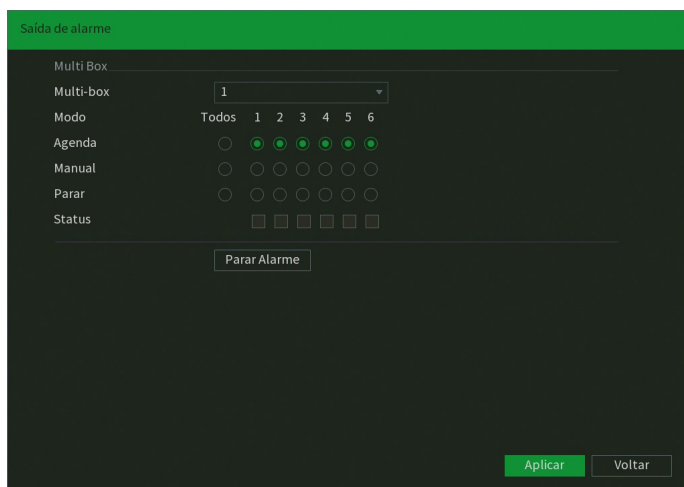 Saída de alarme
Multi Box
Multi-box 1
Modo Todos 1 2 3 4 5 6
Agenda
Manual
Parar
Status
Parar Alarme
Aplicar Voltar